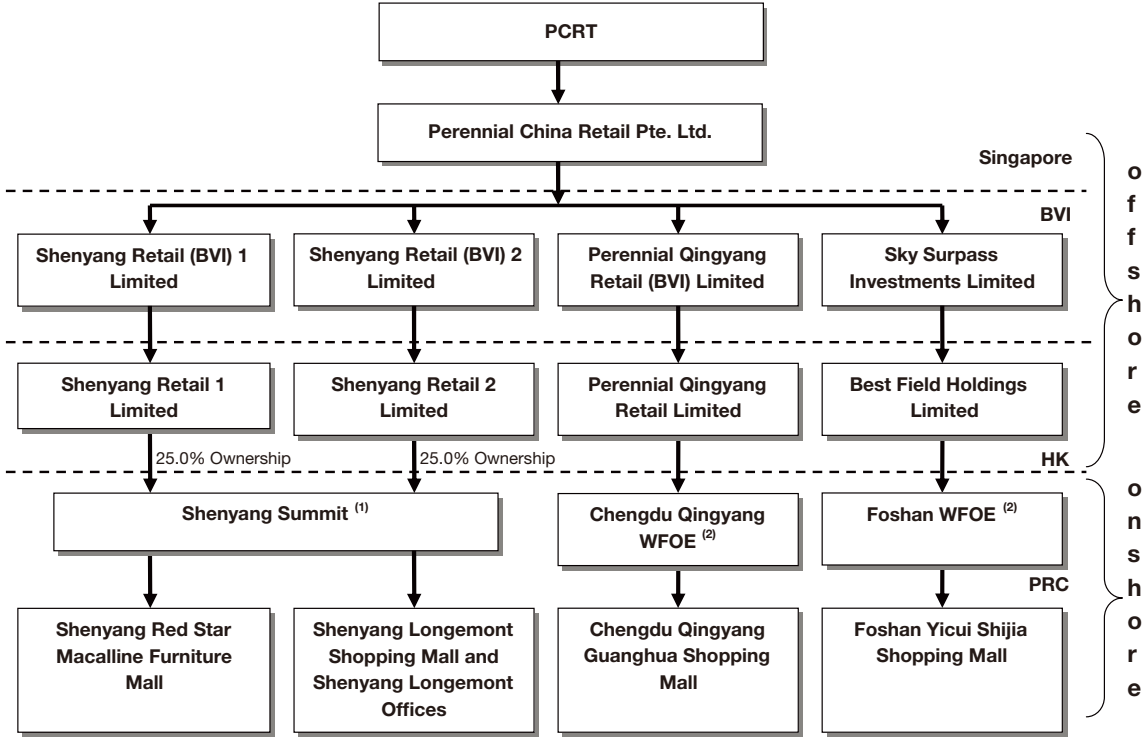 PCRT
Perennial China Retail Pte. Ltd.
Singapore
BVI
Shenyang Retail (BVI) 1
Limited
Shenyang Retail (BVI) 2
Limited
Perennial Qingyang
Retail (BVI) Limited
Sky Surpass
Investments Limited
Shenyang Retail 1
Limited
Shenyang Retail 2
Limited
Perennial Qingyang
Retail Limited
Best Field Holdings
Limited
25.0% Ownership
25.0% Ownership
HK
offshore
Shenyang Summit (1)
Chengdu Qingyang
WFOE (2)
Foshan WFOE (2)
PRC
Shenyang Red Star
Macalline Furniture
Mall
Shenyang Longemont
Shopping Mall and
Shenyang Longemont
Offices
Chengdu Qingyang
Guanghua Shopping
Mall
Foshan Yicui Shijia
Shopping Mall
onshore